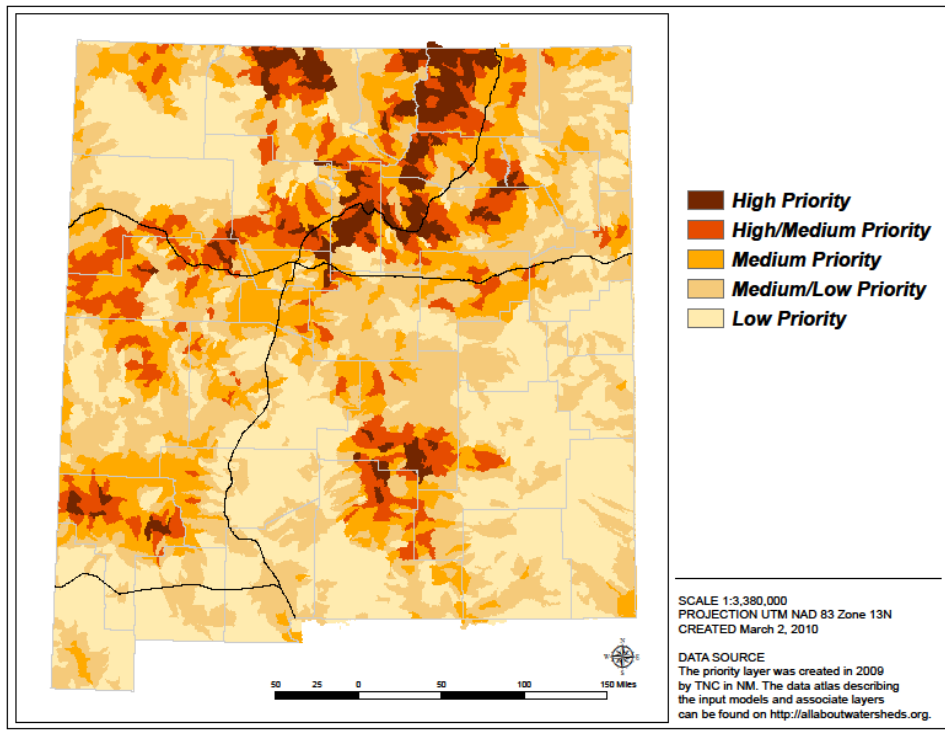 High Priority
High/Medium Priority
Medium Priority
Medium/Low Priority
Low Priority
SCALE 1:3,380,000
PROJECTION UTM NAD 83 Zone 13N
CREATED March 2, 2010
DATA SOURCE
The priority layer was created in 2009
by TNC in NM. The data atlas describing
the input models and associate layers
can be found on http://allaboutwatersheds.org.
N
W E
S
50 25 0 50 100 150 Miles